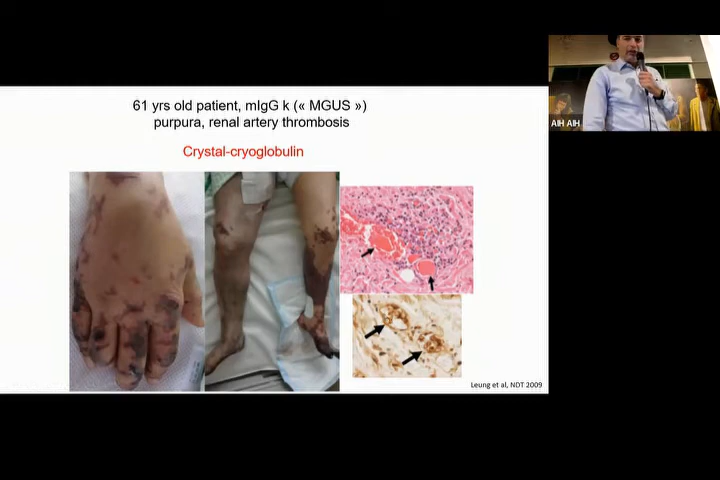 61 yrs old patient, mIgG k (« MGUS »)
purpura, renal artery thrombosis
Crystal-cryoglobulin
Leung et al, NDT 2009
AIH AIH